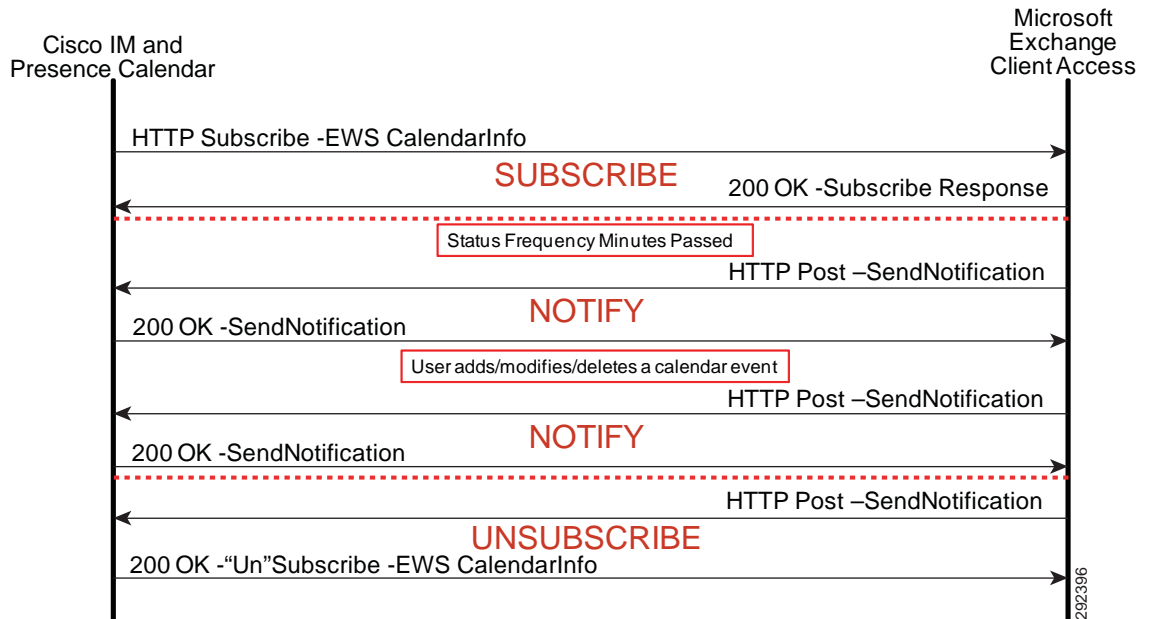 Cisco IM and
Presence Calendar
Microsoft
Exchange
Client Access
HTTP Subscribe -EWS CalendarInfo
SUBSCRIBE
200 OK -Subscribe Response
Status Frequency Minutes Passed
HTTP Post –SendNotification
NOTIFY
200 OK -SendNotification
User adds/modifies/deletes a calendar event
HTTP Post –SendNotification
NOTIFY
200 OK -SendNotification
HTTP Post –SendNotification
UNSUBSCRIBE
200 OK -“Un”Subscribe -EWS CalendarInfo
292396